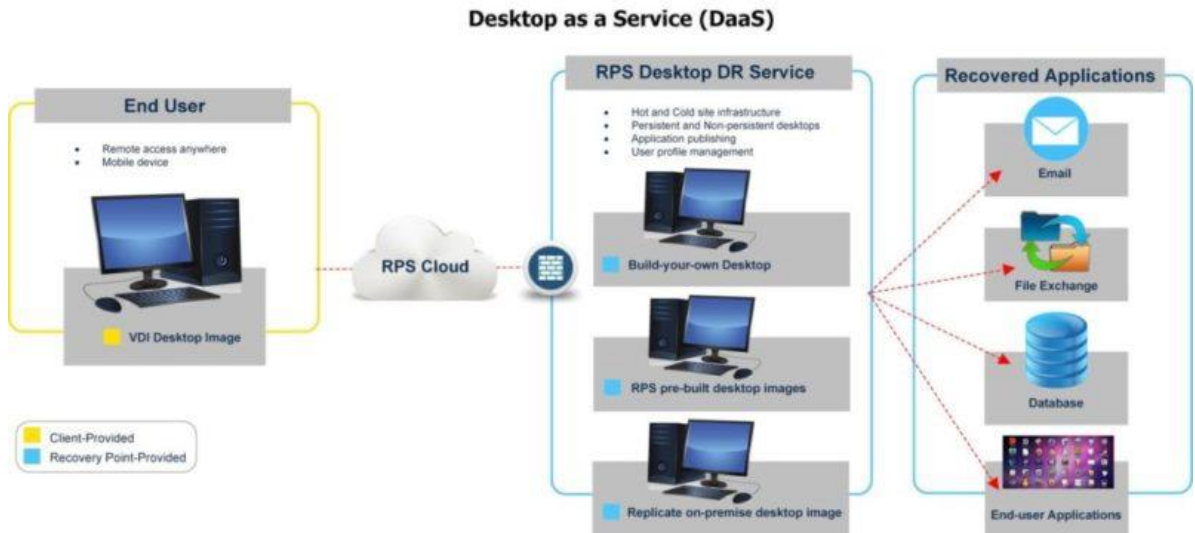 Desktop as a Service (DaaS)
End User
Remote access anywhere
Mobile device
VDI Desktop Image
Client-Provided
Recovery Point-Provided
RPS Cloud
RPS Desktop DR Service
Hot and Cold site infrastructure
Persistent and Non-persistent desktops
Application publishing
User profile management
Build-your-own Desktop
RPS pre-built desktop images
Replicate on-premise desktop image
Recovered Applications
Email
File Exchange
Database
End-user Applications